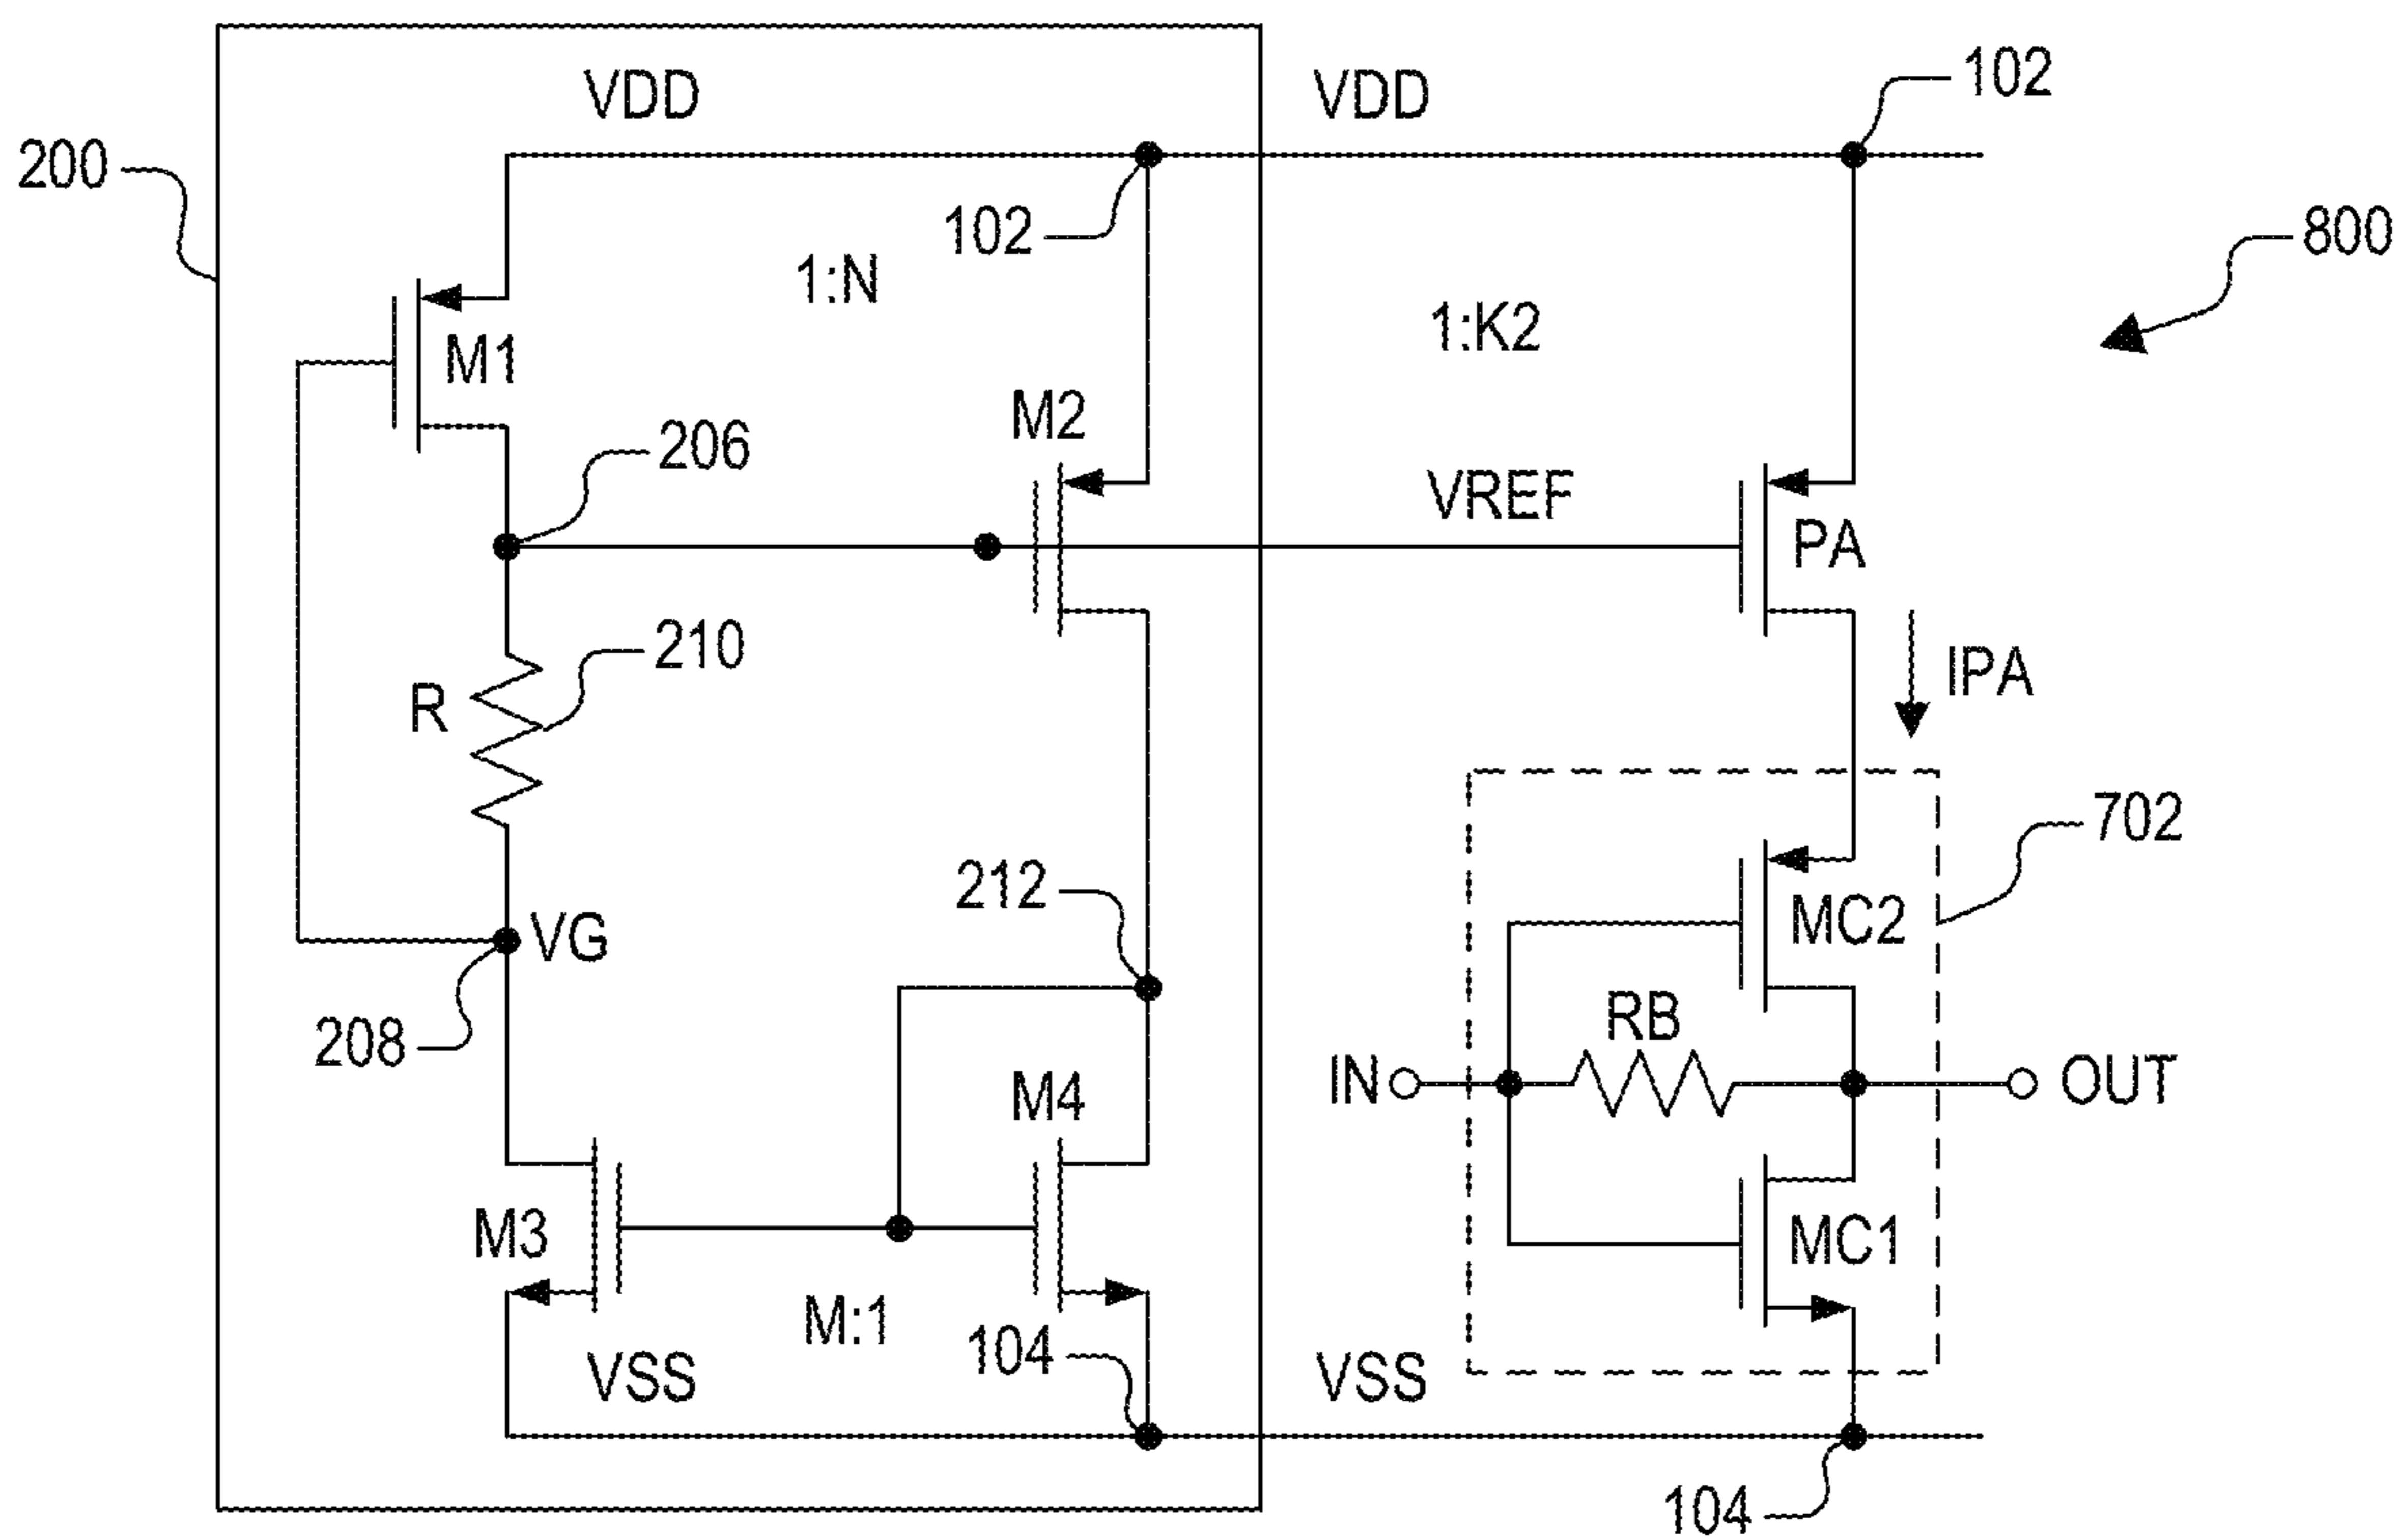 VDD
VDD
102
200
102
800
1:N
1:K2
M1
M2
206
VREF
PA
210
R
IPA
702
212
VG
MC2
208
RB
IN
OUT
M4
M3
MC1
M:1
104
VSS
VSS
104